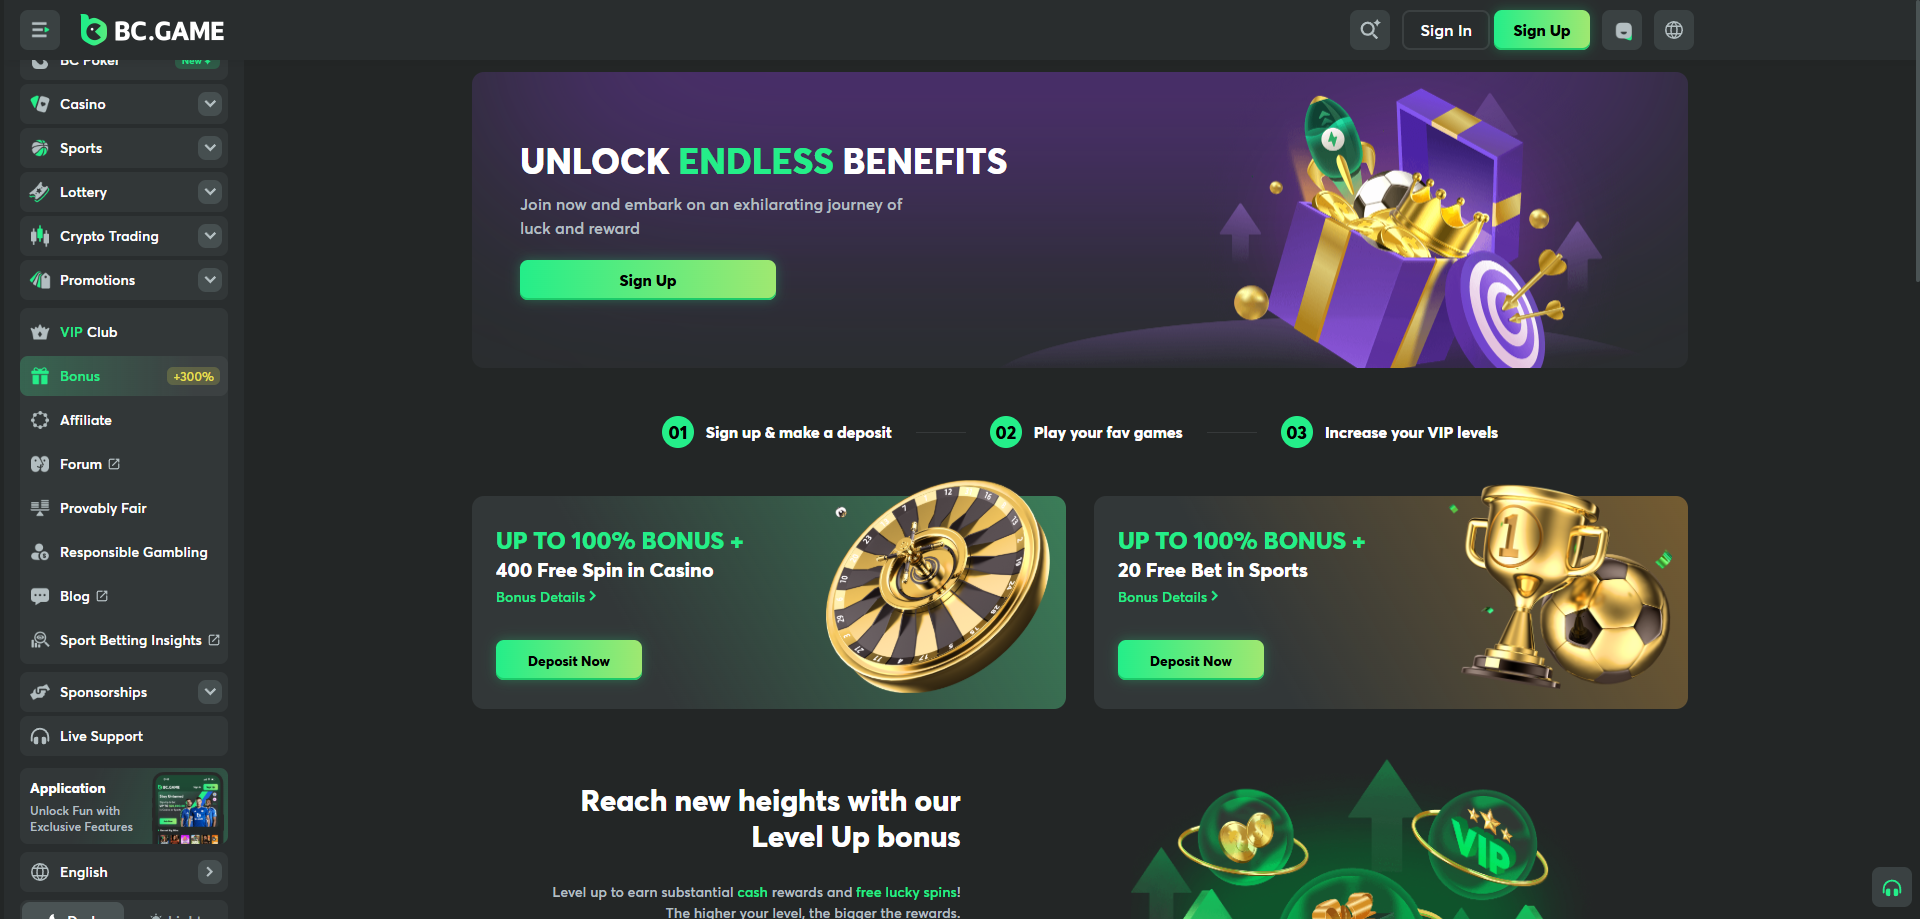 BC.GAME
Sign In
Sign Up
BC Poker
New +
Casino
Sports
Lottery
Crypto Trading
Promotions
VIP Club
Bonus
+300%
Affiliate
Forum
Provably Fair
Responsible Gambling
Blog
Sport Betting Insights
Sponsorships
Live Support
Application
Unlock Fun with
Exclusive Features
English
UNLOCK ENDLESS BENEFITS
Join now and embark on an exhilarating journey of
luck and reward
Sign Up
01 Sign up & make a deposit
02 Play your fav games
03 Increase your VIP levels
UP TO 100% BONUS +
400 Free Spin in Casino
Bonus Details
Deposit Now
UP TO 100% BONUS +
20 Free Bet in Sports
Bonus Details
Deposit Now
1
Reach new heights with our
Level Up bonus
Level up to earn substantial cash rewards and free lucky spins!
The higher your level, the bigger the rewards.
VIP